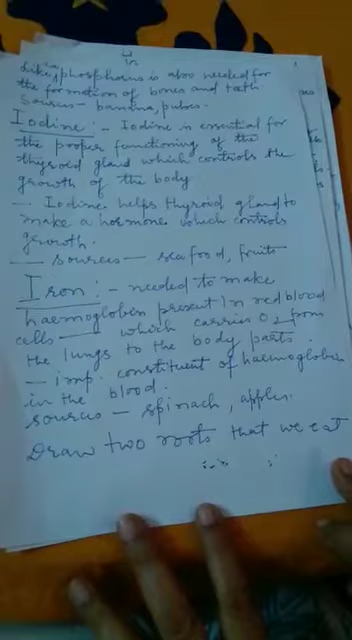 like phosphorus is also needed for
the formation of bones and teeth
sources - banana, pulses.
Iodine :- Iodine is essential for
the proper functioning of the
thyroid gland which controls the
growth of the body
- Iodine helps thyroid gland to
make a hormone which controls
growth.
- sources - seafood, fruits
Iron :- needed to make
haemoglobin present in red blood
cells - which carries O2 from
the lungs to the body parts.
- imp. constituent of haemoglobin
in the blood.
sources - spinach, apples.
Draw two roots that we eat